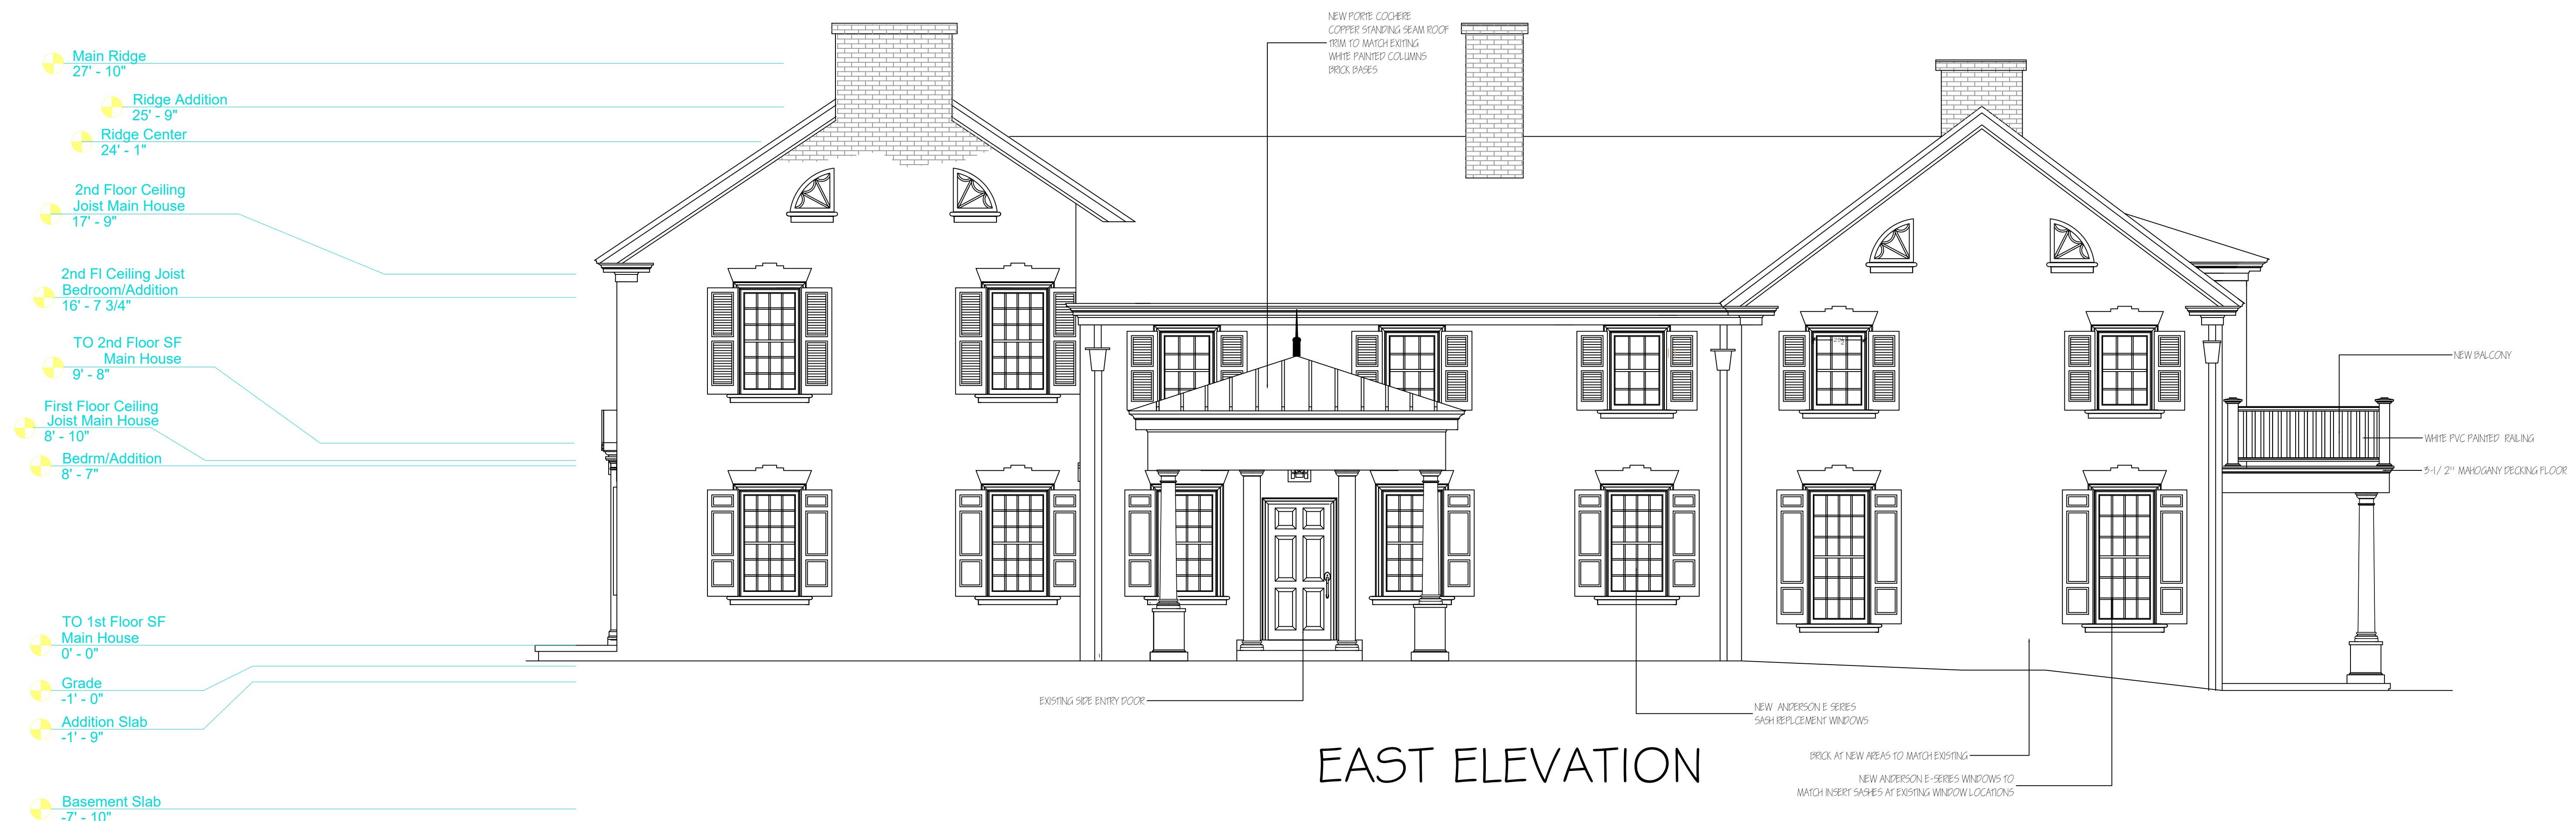 NEW PORTE COCHERE
COPPER STANDING SEAM ROOF
TRIM TO MATCH EXITING
WHITE PAINTED COLUMNS
BRICK BASES
Main Ridge
27' - 10"
Ridge Addition
25' - 9"
Ridge Center
24' - 1"
2nd Floor Ceiling
Joist Main House
17' - 9"
2nd Fl Ceiling Joist
Bedroom/Addition
16' - 7 3/4"
TO 2nd Floor SF
Main House
9' - 8"
First Floor Ceiling
Joist Main House
8' - 10"
Bedrm/Addition
8' - 7"
TO 1st Floor SF
Main House
0' - 0"
Grade
-1' - 0"
Addition Slab
-1' - 9"
Basement Slab
-7' - 10"
NEW BALCONY
WHITE PVC PAINTED RAILING
3-1/ 2" MAHOGANY DECKING FLOOR
EXISTING SIDE ENTRY DOOR
NEW ANDERSON E SERIES
SASH REPLCEMENT WINDOWS
BRICK AT NEW AREAS TO MATCH EXISTING
NEW ANDERSON E-SERIES WINDOWS TO
MATCH INSERT SASHES AT EXISTING WINDOW LOCATIONS
EAST ELEVATION